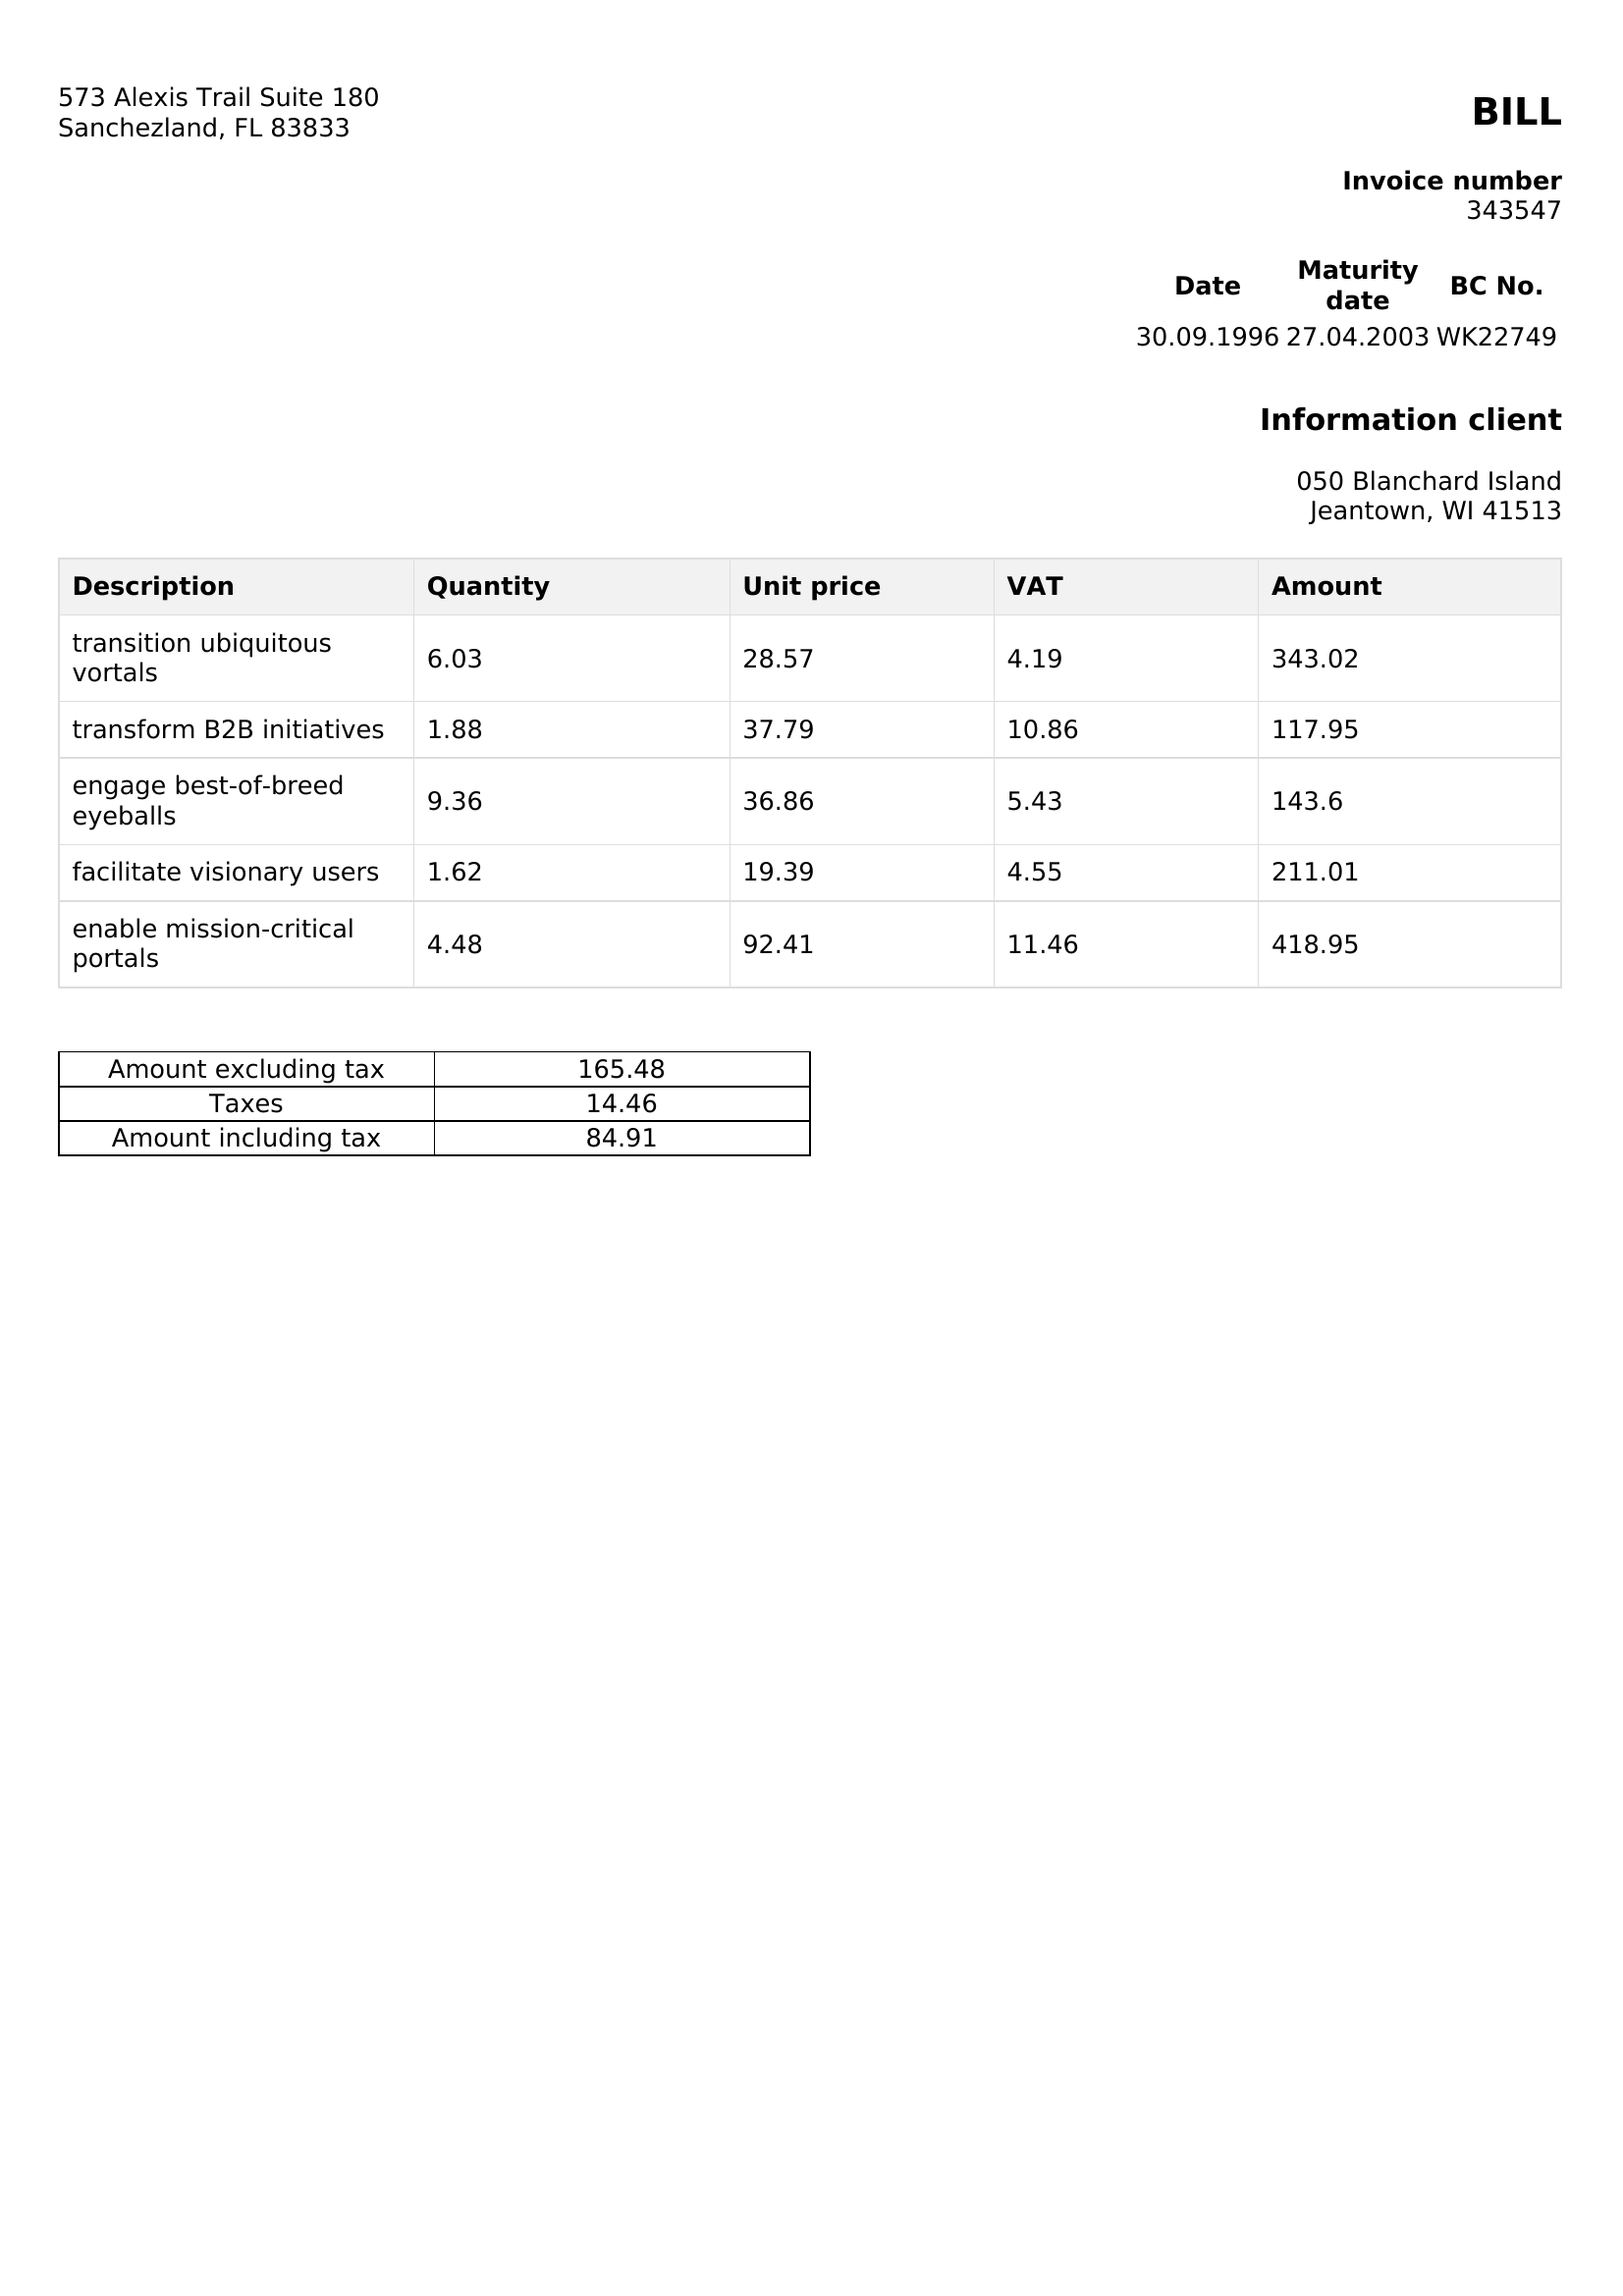 573 Alexis Trail Suite 180
Sanchezland, FL 83833
BILL
Invoice number
343547
Date Maturity date BC No.
30.09.1996 27.04.2003 WK22749
Information client
050 Blanchard Island
Jeantown, WI 41513
Description Quantity Unit price VAT Amount
transition ubiquitous vortals 6.03 28.57 4.19 343.02
transform B2B initiatives 1.88 37.79 10.86 117.95
engage best-of-breed eyeballs 9.36 36.86 5.43 143.6
facilitate visionary users 1.62 19.39 4.55 211.01
enable mission-critical portals 4.48 92.41 11.46 418.95
Amount excluding tax 165.48
Taxes 14.46
Amount including tax 84.91